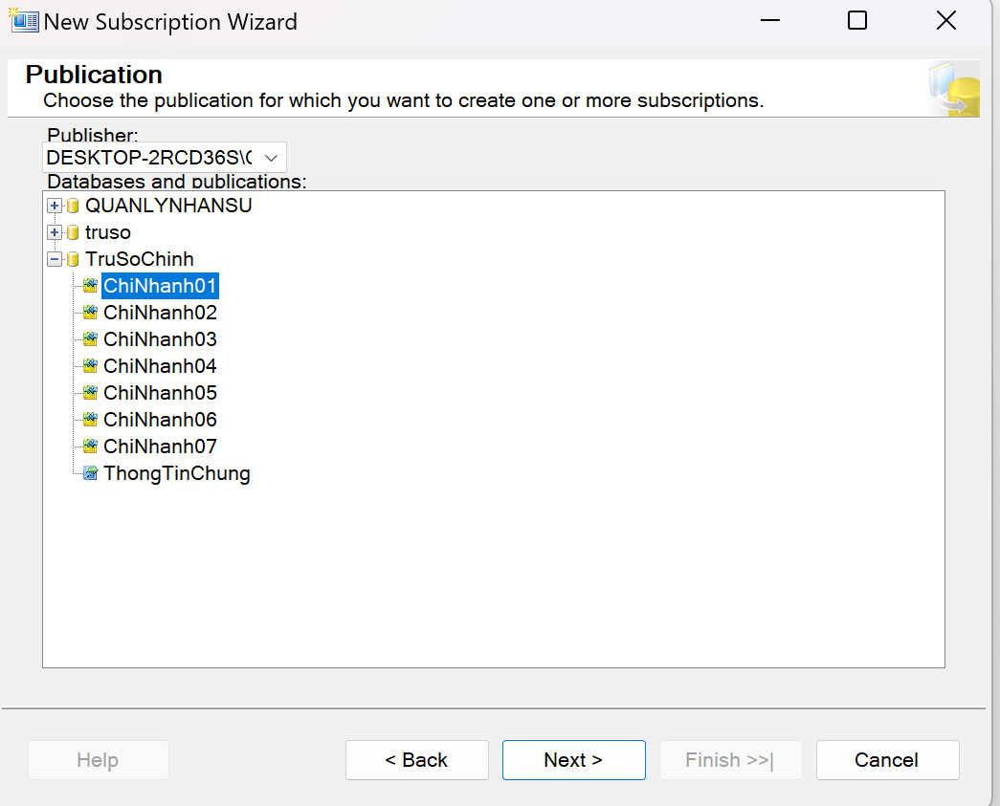 New Subscription Wizard
Publication
Choose the publication for which you want to create one or more subscriptions.
Publisher:
DESKTOP-2RCD36S\
Databases and publications:
QUANLYNHANSU
truso
TruSoChinh
ChiNhanh01
ChiNhanh02
ChiNhanh03
ChiNhanh04
ChiNhanh05
ChiNhanh06
ChiNhanh07
ThongTinChung
Help
< Back
Next >
Finish >>|
Cancel